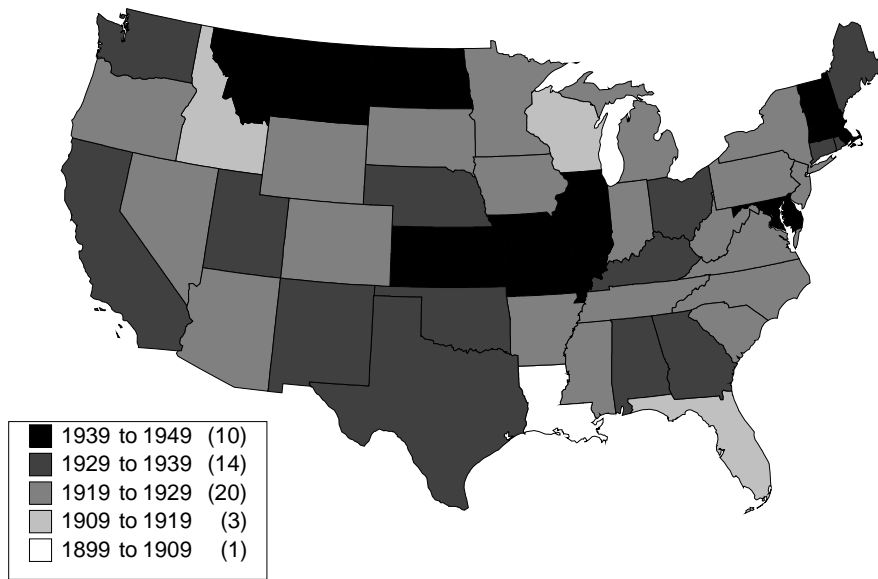 1939 to 1949 (10)
1929 to 1939 (14)
1919 to 1929 (20)
1909 to 1919 (3)
1899 to 1909 (1)